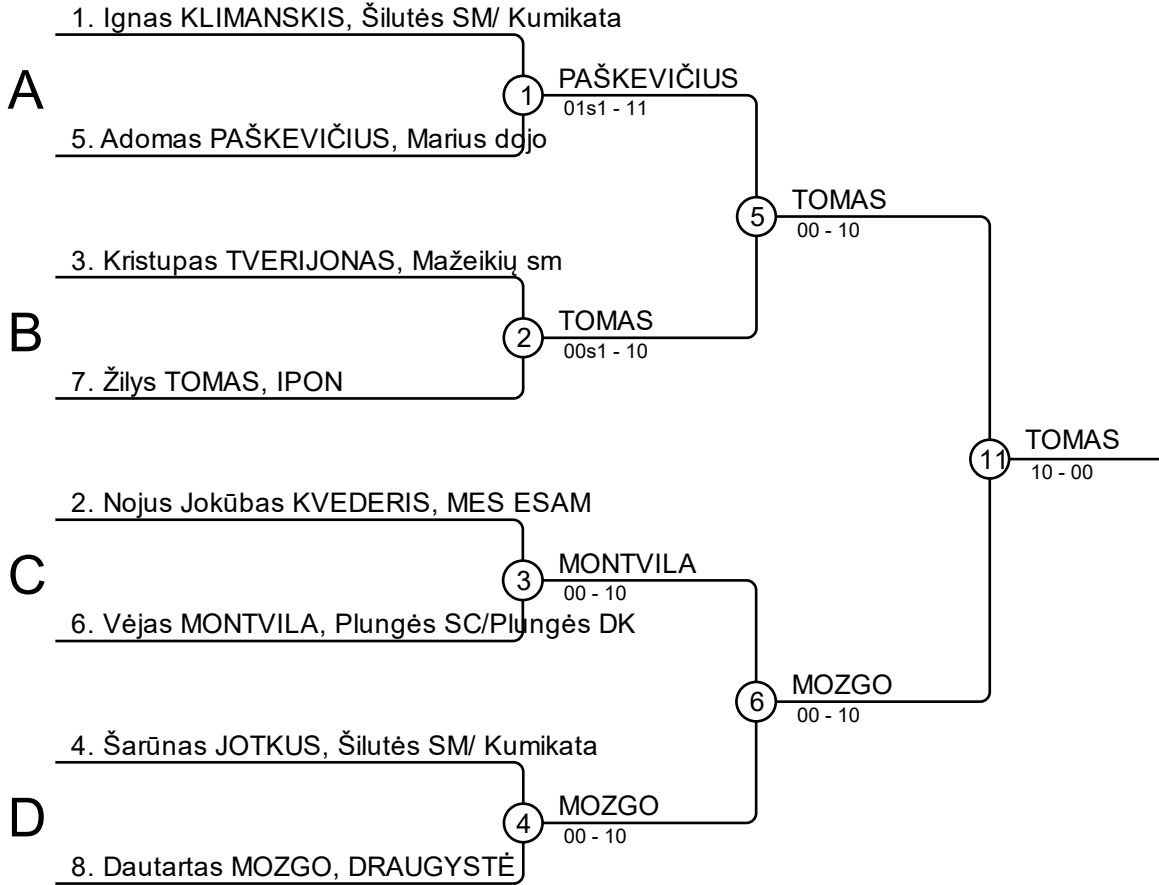 1. Ignas KLIMANSKIS, Šilutės SM/ Kumikata
A
1
PAŠKEVIČIUS
01s1 - 11
5. Adomas PAŠKEVIČIUS, Marius dojo
5
TOMAS
00 - 10
3. Kristupas TVERIJONAS, Mažeikių sm
B
2
TOMAS
00s1 - 10
7. Žilys TOMAS, IPON
11
TOMAS
10 - 00
2. Nojus Jokūbas KVEDERIS, MES ESAM
C
3
MONTVILA
00 - 10
6. Vėjas MONTVILA, Plungės SC/Plungės DK
6
MOZGO
00 - 10
4. Šarūnas JOTKUS, Šilutės SM/ Kumikata
D
4
MOZGO
00 - 10
8. Dautartas MOZGO, DRAUGYSTĖ